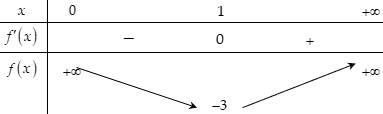 x 0 1 +∞
f′(x) − 0 +
f(x) +∞ +∞
−3